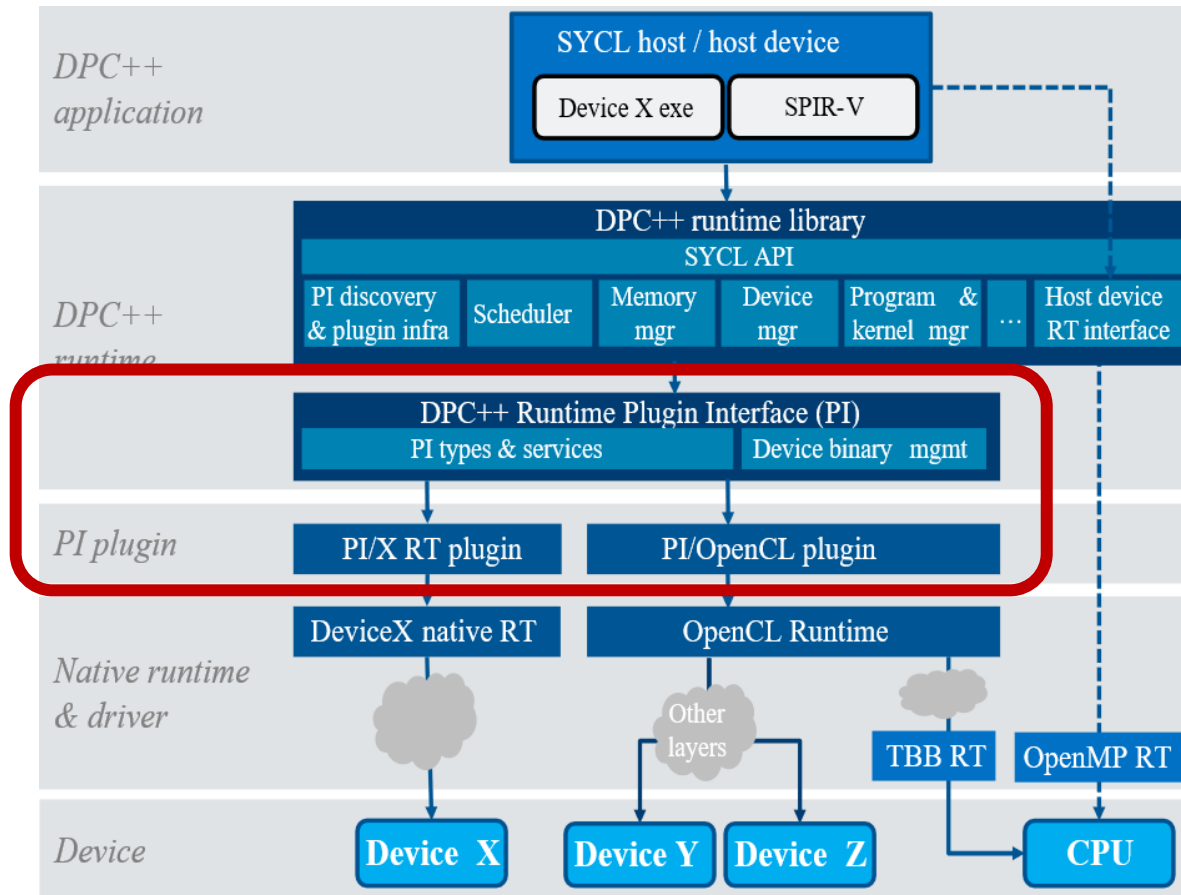 DPC++
application
SYCL host / host device
Device X exe
SPIR-V
DPC++
runtime
DPC++ runtime library
SYCL API
PI discovery
& plugin infra
Scheduler
Memory
mgr
Device
mgr
Program &
kernel mgr
...
Host device
RT interface
DPC++ Runtime Plugin Interface (PI)
PI types & services
Device binary mgmt
PI plugin
PI/X RT plugin
PI/OpenCL plugin
Native runtime
& driver
DeviceX native RT
OpenCL Runtime
Other
layers
TBB RT
OpenMP RT
Device
Device X
Device Y
Device Z
CPU